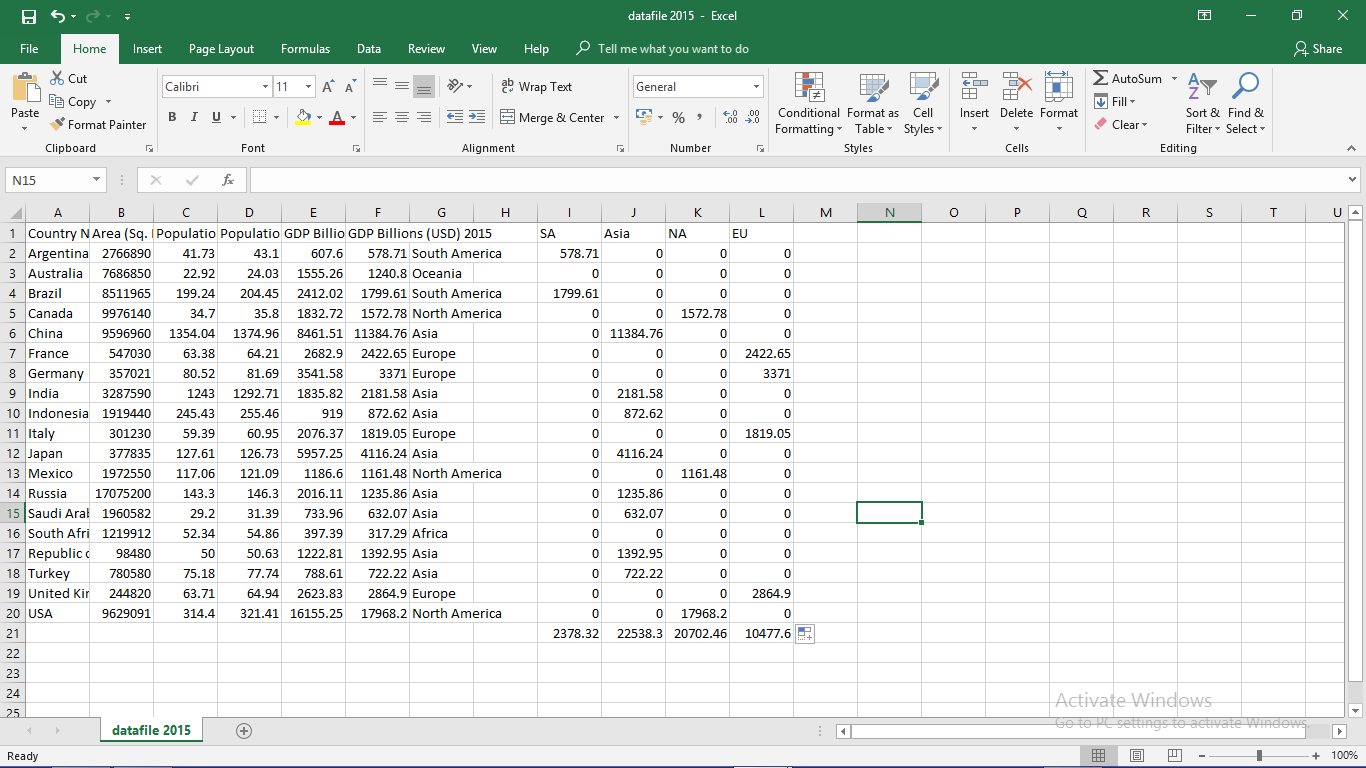 datafile 2015 - Excel
File Home Insert Page Layout Formulas Data Review View Help Tell me what you want to do Share
Paste Cut Copy Format Painter
Calibri 11
B I U
Wrap Text
Merge & Center
General
Conditional Formatting Format as Table Cell Styles
Insert Delete Format
AutoSum Fill Clear
Sort & Filter Find & Select
Clipboard Font Alignment Number Styles Cells Editing
N15 fx
A B C D E F G H I J K L M N O P Q R S T U
1 Country N Area (Sq. Populatio Populatio GDP Billio GDP Billions (USD) 2015 SA Asia NA EU
2 Argentina 2766890 41.73 43.1 607.6 578.71 South America 578.71 0 0 0
3 Australia 7686850 22.92 24.03 1555.26 1240.8 Oceania 0 0 0 0
4 Brazil 8511965 199.24 204.45 2412.02 1799.61 South America 1799.61 0 0 0
5 Canada 9976140 34.7 35.8 1832.72 1572.78 North America 0 0 1572.78 0
6 China 9596960 1354.04 1374.96 8461.51 11384.76 Asia 0 11384.76 0 0
7 France 547030 63.38 64.21 2682.9 2422.65 Europe 0 0 0 2422.65
8 Germany 357021 80.52 81.69 3541.58 3371 Europe 0 0 0 3371
9 India 3287590 1243 1292.71 1835.82 2181.58 Asia 0 2181.58 0 0
10 Indonesia 1919440 245.43 255.46 919 872.62 Asia 0 872.62 0 0
11 Italy 301230 59.39 60.95 2076.37 1819.05 Europe 0 0 0 1819.05
12 Japan 377835 127.61 126.73 5957.25 4116.24 Asia 0 4116.24 0 0
13 Mexico 1972550 117.06 121.09 1186.6 1161.48 North America 0 0 1161.48 0
14 Russia 17075200 143.3 146.3 2016.11 1235.86 Asia 0 1235.86 0 0
15 Saudi Aral 1960582 29.2 31.39 733.96 632.07 Asia 0 632.07 0 0
16 South Afri 1219912 52.34 54.86 397.39 317.29 Africa 0 0 0 0
17 Republic 98480 50 50.63 1222.81 1392.95 Asia 0 1392.95 0 0
18 Turkey 780580 75.18 77.74 788.61 722.22 Asia 0 722.22 0 0
19 United Kir 244820 63.71 64.94 2623.83 2864.9 Europe 0 0 0 2864.9
20 USA 9629091 314.4 321.41 16155.25 17968.2 North America 0 0 17968.2 0
21 2378.32 22538.3 20702.46 10477.6
22
23
24
25
Activate Windows
Go to PC settings to activate Windows.
datafile 2015
Ready 100%